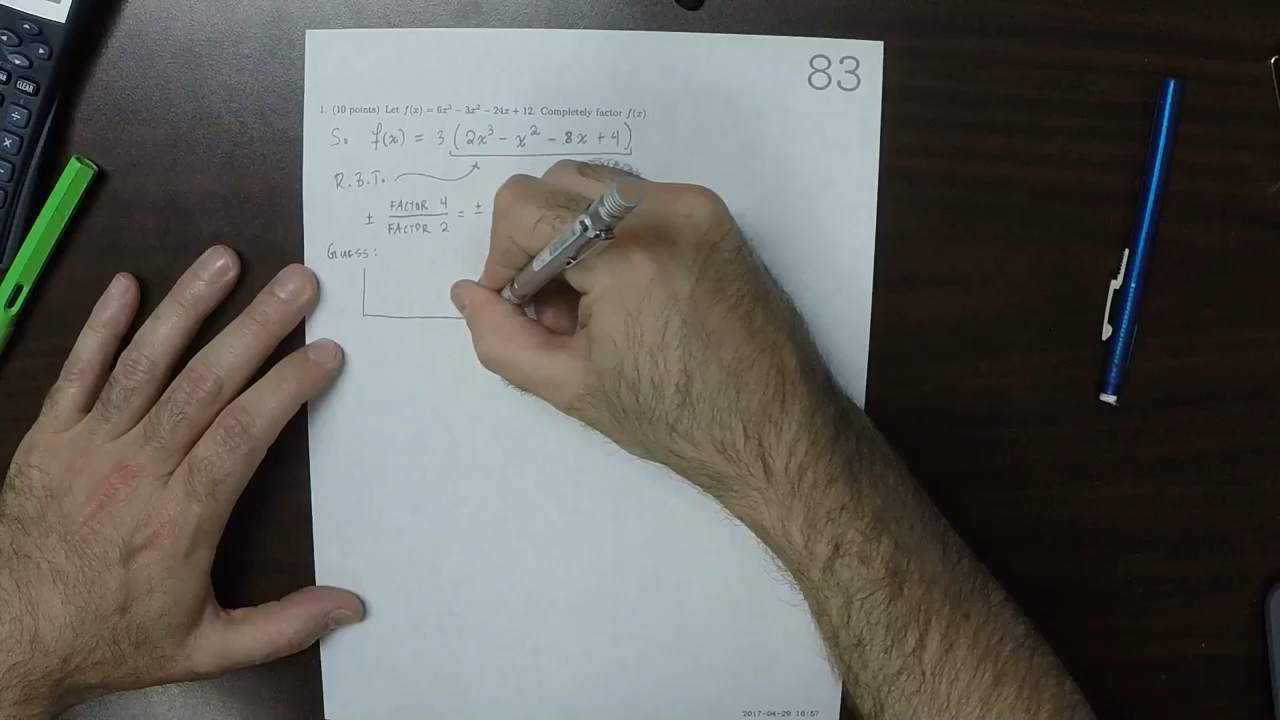 83
1. (10 points) Let f(x) = 6x³ − 3x² − 24x + 12. Completely factor f(x)
So f(x) = 3 (2x³ − x² − 8x + 4)
R.Z.T.
± FACTOR 4 / FACTOR 2 = ±
GUESS:
2017-04-29 16:57
CLEAR